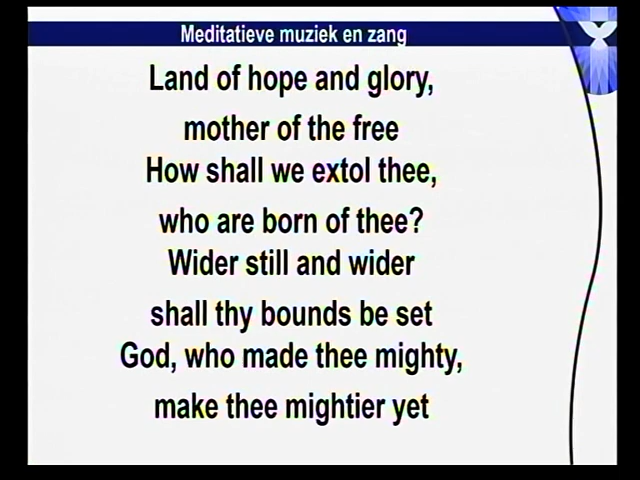 Meditatieve muziek en zang
Land of hope and glory,
mother of the free
How shall we extol thee,
who are born of thee?
Wider still and wider
shall thy bounds be set
God, who made thee mighty,
make thee mightier yet